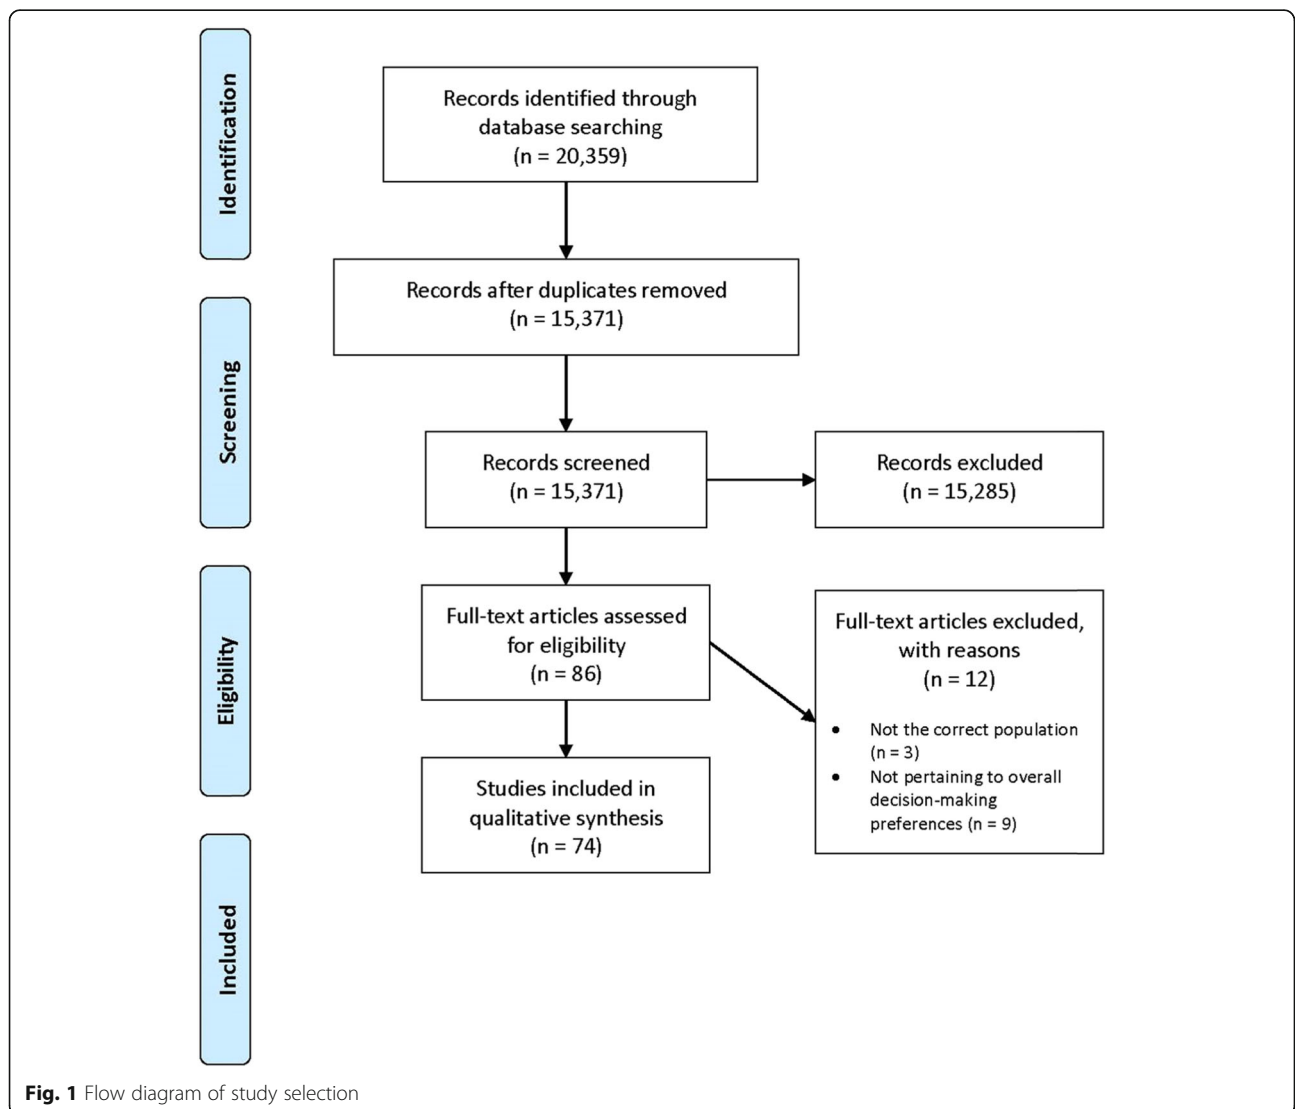 Identification
Records identified through
database searching
(n = 20,359)
Records after duplicates removed
(n = 15,371)
Screening
Records screened
(n = 15,371)
Records excluded
(n = 15,285)
Eligibility
Full-text articles assessed
for eligibility
(n = 86)
Full-text articles excluded,
with reasons
(n = 12)
• Not the correct population
(n = 3)
• Not pertaining to overall
decision-making
preferences (n = 9)
Studies included in
qualitative synthesis
(n = 74)
Included
Fig. 1 Flow diagram of study selection